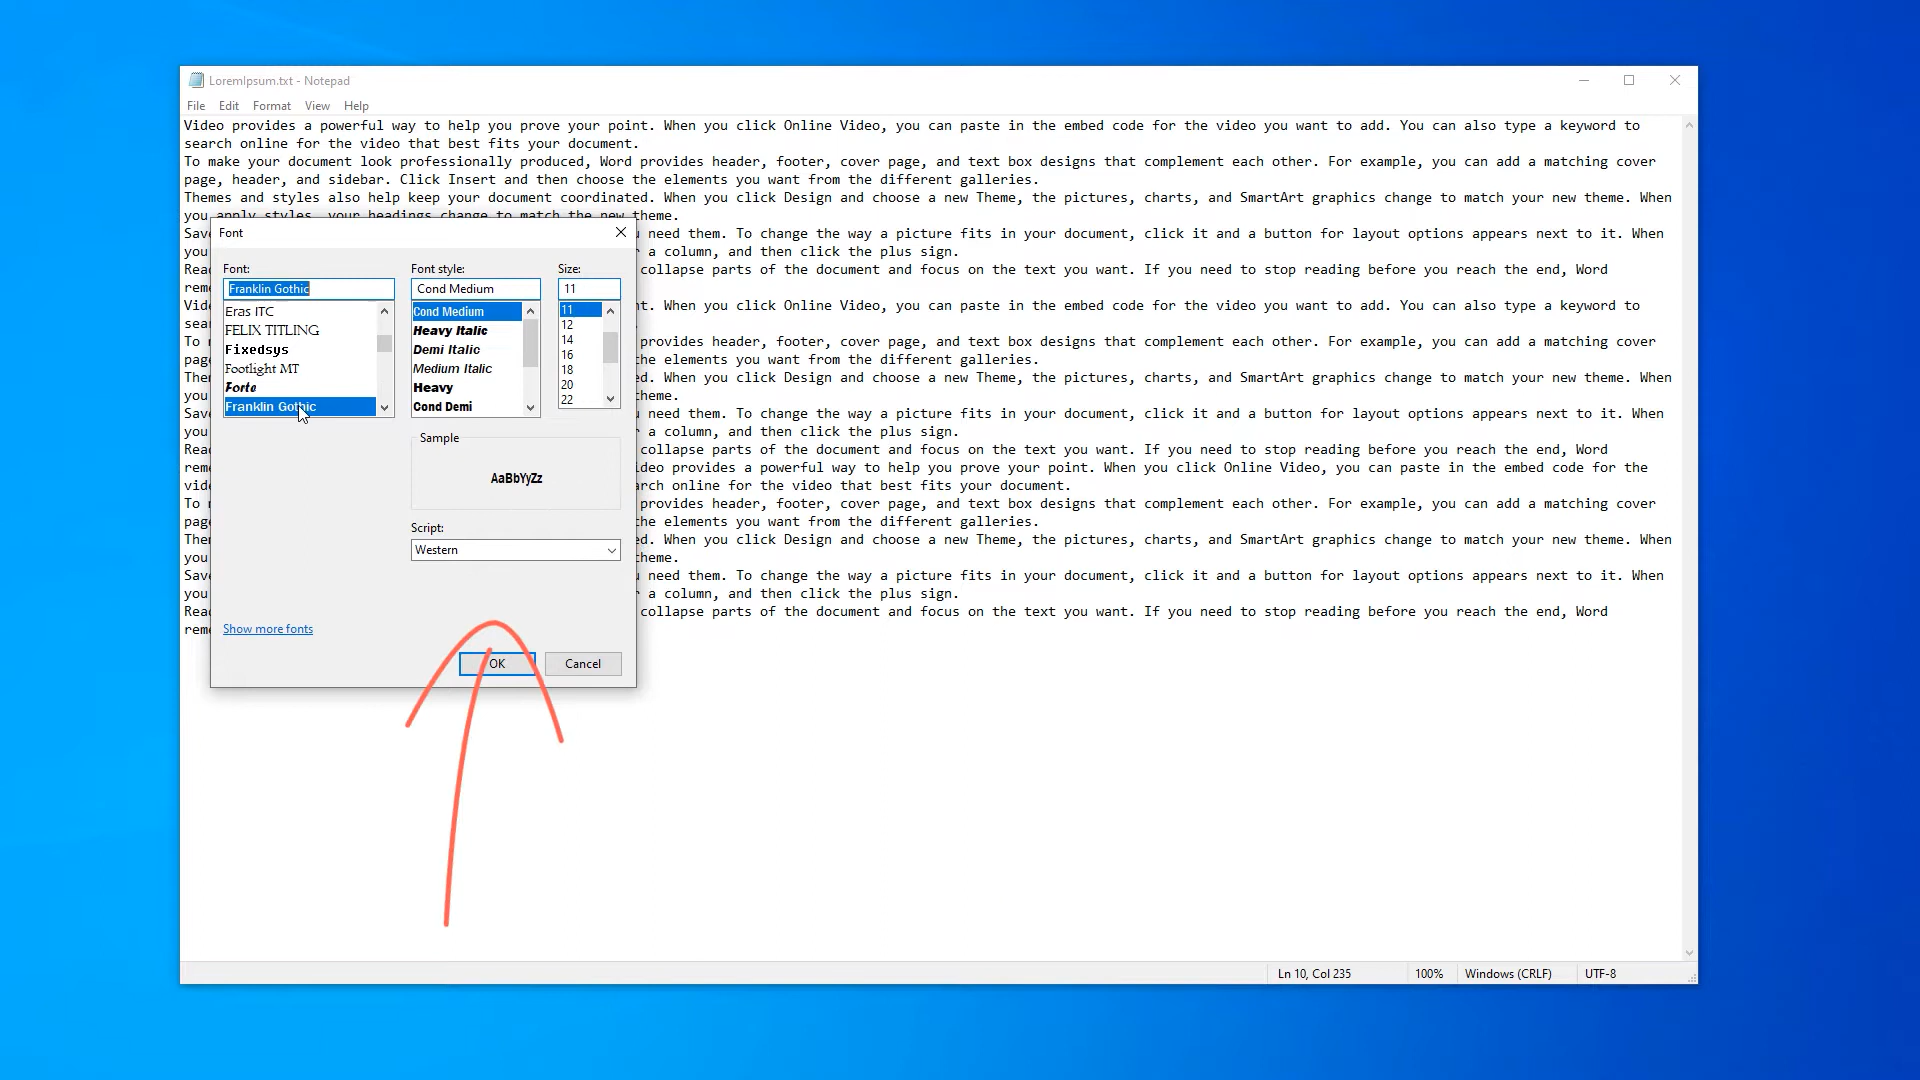 LoremIpsum.txt - Notepad
File Edit Format View Help
Video provides a powerful way to help you prove your point. When you click Online Video, you can paste in the embed code for the video you want to add. You can also type a keyword to
search online for the video that best fits your document.
To make your document look professionally produced, Word provides header, footer, cover page, and text box designs that complement each other. For example, you can add a matching cover
page, header, and sidebar. Click Insert and then choose the elements you want from the different galleries.
Themes and styles also help keep your document coordinated. When you click Design and choose a new Theme, the pictures, charts, and SmartArt graphics change to match your new theme. When
you apply styles, your headings change to match the new theme.
Save need them. To change the way a picture fits in your document, click it and a button for layout options appears next to it. When
you a column, and then click the plus sign.
Read collapse parts of the document and focus on the text you want. If you need to stop reading before you reach the end, Word
t. When you click Online Video, you can paste in the embed code for the video you want to add. You can also type a keyword to
provides header, footer, cover page, and text box designs that complement each other. For example, you can add a matching cover
the elements you want from the different galleries.
d. When you click Design and choose a new Theme, the pictures, charts, and SmartArt graphics change to match your new theme. When
you
need them. To change the way a picture fits in your document, click it and a button for layout options appears next to it. When
you a column, and then click the plus sign.
collapse parts of the document and focus on the text you want. If you need to stop reading before you reach the end, Word
ideo provides a powerful way to help you prove your point. When you click Online Video, you can paste in the embed code for the
rch online for the video that best fits your document.
provides header, footer, cover page, and text box designs that complement each other. For example, you can add a matching cover
the elements you want from the different galleries.
d. When you click Design and choose a new Theme, the pictures, charts, and SmartArt graphics change to match your new theme. When
you theme.
need them. To change the way a picture fits in your document, click it and a button for layout options appears next to it. When
you a column, and then click the plus sign.
collapse parts of the document and focus on the text you want. If you need to stop reading before you reach the end, Word
Font
Font: Font style: Size:
Franklin Gothic Cond Medium 11
Eras ITC Cond Medium 11
FELIX TITLING Heavy Italic 12
Fixedsys Demi Italic 14
Footlight MT Medium Italic 16
Forte Heavy 18
Franklin Gothic Cond Demi 20
22
Sample
AaBbYyZz
Script:
Western
Show more fonts
OK Cancel
Ln 10, Col 235 100% Windows (CRLF) UTF-8